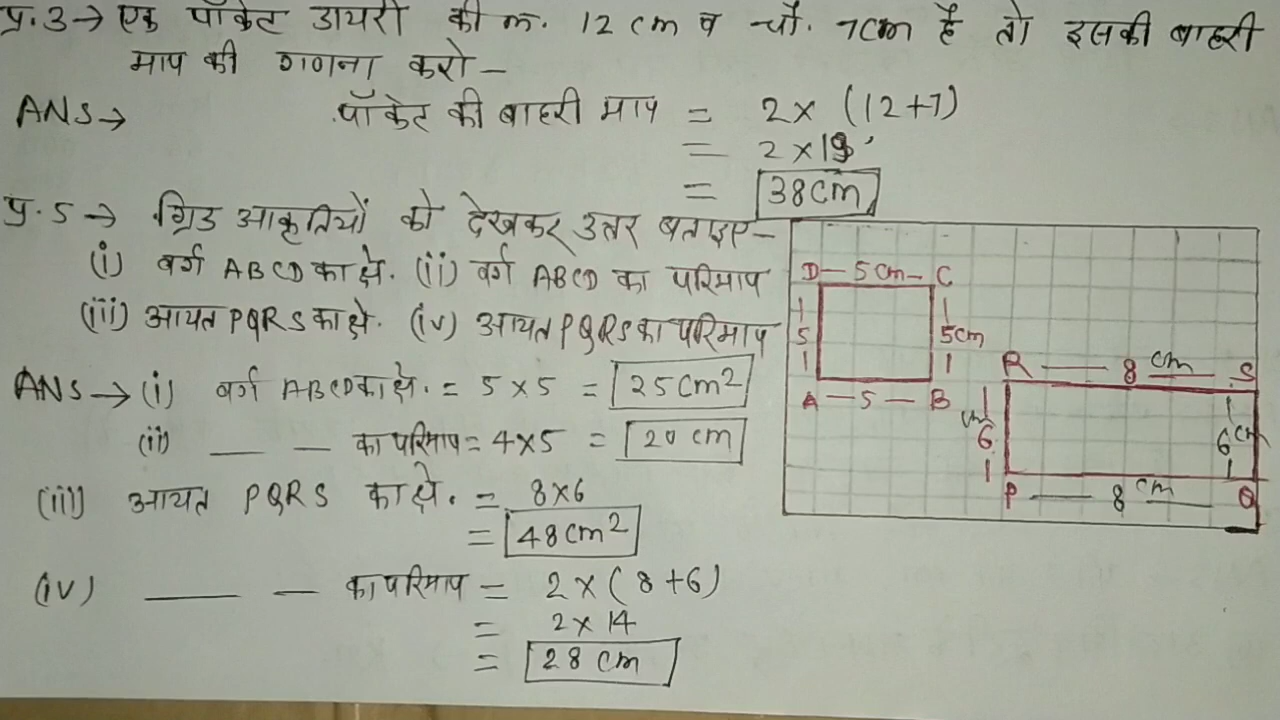 प्र.3→ एक पॉकेट डायरी की ल. 12 cm व चौ. 7cm है तो इसकी बाहरी
माप की गणना करो–
ANS→ पॉकेट की बाहरी माप = 2× (12+7)
= 2×19
= 38cm
प्र.5→ ग्रिड आकृतियों को देखकर उत्तर बताइए–
(i) वर्ग ABCD का क्षे. (ii) वर्ग ABCD का परिमाप
(iii) आयत PQRS का क्षे. (iv) आयत PQRS का परिमाप
ANS→ (i) वर्ग ABCD का क्षे. = 5×5 = 25cm²
(ii) — — का परिमाप = 4×5 = 20 cm
(iii) आयत PQRS का क्षे. = 8×6
= 48cm²
(iv) — — का परिमाप = 2×(8+6)
= 2×14
= 28 cm
D – 5cm – C
5
5cm
A – 5 – B
R — 8 cm — S
6 cm
6 cm
P — 8 cm — Q